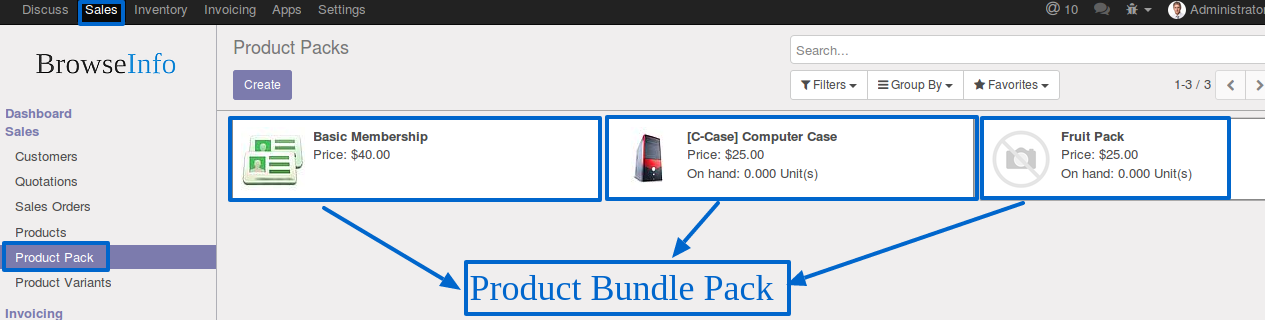 Discuss Sales Inventory Invoicing Apps Settings @ 10 Administrator
BrowseInfo
Product Packs
Search...
Create
Filters Group By Favorites 1-3 / 3
Dashboard
Sales
Customers
Quotations
Sales Orders
Products
Product Pack
Product Variants
Invoicing
Basic Membership
Price: $40.00
[C-Case] Computer Case
Price: $25.00
On hand: 0.000 Unit(s)
Fruit Pack
Price: $25.00
On hand: 0.000 Unit(s)
Product Bundle Pack